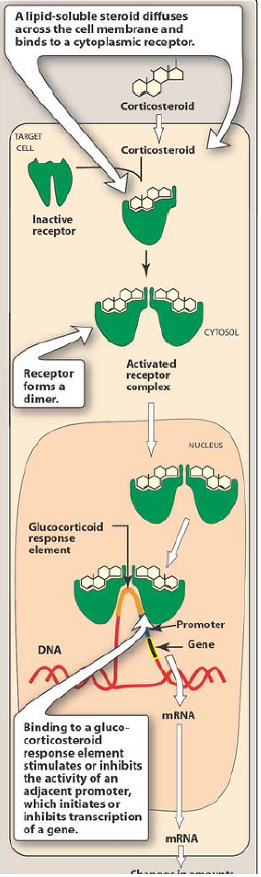 A lipid-soluble steroid diffuses
across the cell membrane and
binds to a cytoplasmic receptor.
Corticosteroid
TARGET
CELL
Corticosteroid
Inactive
receptor
CYTOSOL
Receptor
forms a
dimer.
Activated
receptor
complex
NUCLEUS
Glucocorticoid
response
element
Promoter
Gene
DNA
mRNA
Binding to a gluco-
corticosteroid
response element
stimulates or inhibits
the activity of an
adjacent promoter,
which initiates or
inhibits transcription
of a gene.
mRNA
Changes in amounts